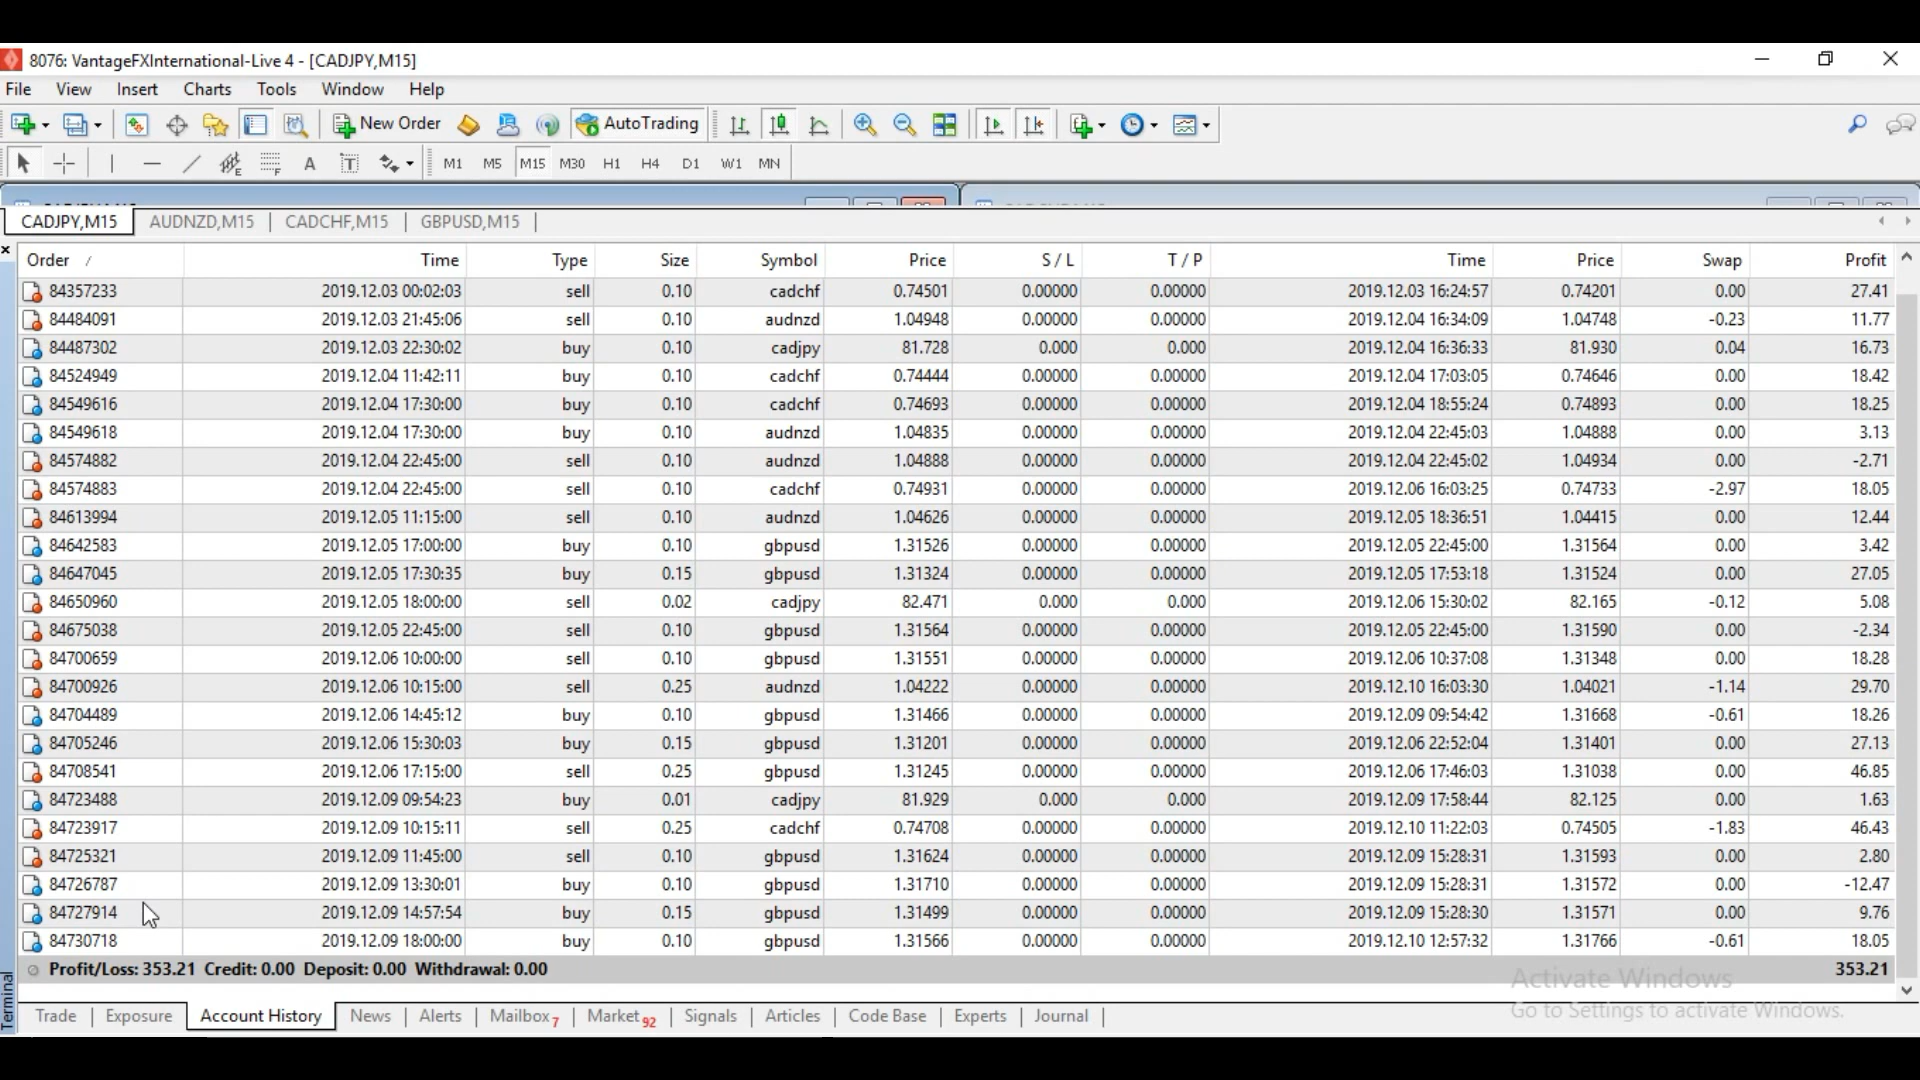 8076: VantageFXInternational-Live 4 - [CADJPY,M15]
File View Insert Charts Tools Window Help
New Order AutoTrading
A T E F M1 M5 M15 M30 H1 H4 D1 W1 MN
CADJPY,M15 AUDNZD,M15 CADCHF,M15 GBPUSD,M15
Order / Time Type Size Symbol Price S / L T / P Time Price Swap Profit
84357233 2019.12.03 00:02:03 sell 0.10 cadchf 0.74501 0.00000 0.00000 2019.12.03 16:24:57 0.74201 0.00 27.41
84484091 2019.12.03 21:45:06 sell 0.10 audnzd 1.04948 0.00000 0.00000 2019.12.04 16:34:09 1.04748 -0.23 11.77
84487302 2019.12.03 22:30:02 buy 0.10 cadjpy 81.728 0.000 0.000 2019.12.04 16:36:33 81.930 0.04 16.73
84524949 2019.12.04 11:42:11 buy 0.10 cadchf 0.74444 0.00000 0.00000 2019.12.04 17:03:05 0.74646 0.00 18.42
84549616 2019.12.04 17:30:00 buy 0.10 cadchf 0.74693 0.00000 0.00000 2019.12.04 18:55:24 0.74893 0.00 18.25
84549618 2019.12.04 17:30:00 buy 0.10 audnzd 1.04835 0.00000 0.00000 2019.12.04 22:45:03 1.04888 0.00 3.13
84574882 2019.12.04 22:45:00 sell 0.10 audnzd 1.04888 0.00000 0.00000 2019.12.04 22:45:02 1.04934 0.00 -2.71
84574883 2019.12.04 22:45:00 sell 0.10 cadchf 0.74931 0.00000 0.00000 2019.12.06 16:03:25 0.74733 -2.97 18.05
84613994 2019.12.05 11:15:00 sell 0.10 audnzd 1.04626 0.00000 0.00000 2019.12.05 18:36:51 1.04415 0.00 12.44
84642583 2019.12.05 17:00:00 buy 0.10 gbpusd 1.31526 0.00000 0.00000 2019.12.05 22:45:00 1.31564 0.00 3.42
84647045 2019.12.05 17:30:35 buy 0.15 gbpusd 1.31324 0.00000 0.00000 2019.12.05 17:53:18 1.31524 0.00 27.05
84650960 2019.12.05 18:00:00 sell 0.02 cadjpy 82.471 0.000 0.000 2019.12.06 15:30:02 82.165 -0.12 5.08
84675038 2019.12.05 22:45:00 sell 0.10 gbpusd 1.31564 0.00000 0.00000 2019.12.05 22:45:00 1.31590 0.00 -2.34
84700659 2019.12.06 10:00:00 sell 0.10 gbpusd 1.31551 0.00000 0.00000 2019.12.06 10:37:08 1.31348 0.00 18.28
84700926 2019.12.06 10:15:00 sell 0.25 audnzd 1.04222 0.00000 0.00000 2019.12.10 16:03:30 1.04021 -1.14 29.70
84704489 2019.12.06 14:45:12 buy 0.10 gbpusd 1.31466 0.00000 0.00000 2019.12.09 09:54:42 1.31668 -0.61 18.26
84705246 2019.12.06 15:30:03 buy 0.15 gbpusd 1.31201 0.00000 0.00000 2019.12.06 22:52:04 1.31401 0.00 27.13
84708541 2019.12.06 17:15:00 sell 0.25 gbpusd 1.31245 0.00000 0.00000 2019.12.06 17:46:03 1.31038 0.00 46.85
84723488 2019.12.09 09:54:23 buy 0.01 cadjpy 81.929 0.000 0.000 2019.12.09 17:58:44 82.125 0.00 1.63
84723917 2019.12.09 10:15:11 sell 0.25 cadchf 0.74708 0.00000 0.00000 2019.12.10 11:22:03 0.74505 -1.83 46.43
84725321 2019.12.09 11:45:00 sell 0.10 gbpusd 1.31624 0.00000 0.00000 2019.12.09 15:28:31 1.31593 0.00 2.80
84726787 2019.12.09 13:30:01 buy 0.10 gbpusd 1.31710 0.00000 0.00000 2019.12.09 15:28:31 1.31572 0.00 -12.47
84727914 2019.12.09 14:57:54 buy 0.15 gbpusd 1.31499 0.00000 0.00000 2019.12.09 15:28:30 1.31571 0.00 9.76
84730718 2019.12.09 18:00:00 buy 0.10 gbpusd 1.31566 0.00000 0.00000 2019.12.10 12:57:32 1.31766 -0.61 18.05
Profit/Loss: 353.21 Credit: 0.00 Deposit: 0.00 Withdrawal: 0.00 353.21
Activate Windows
Go to Settings to activate Windows.
Terminal
Trade Exposure Account History News Alerts Mailbox 7 Market 92 Signals Articles Code Base Experts Journal